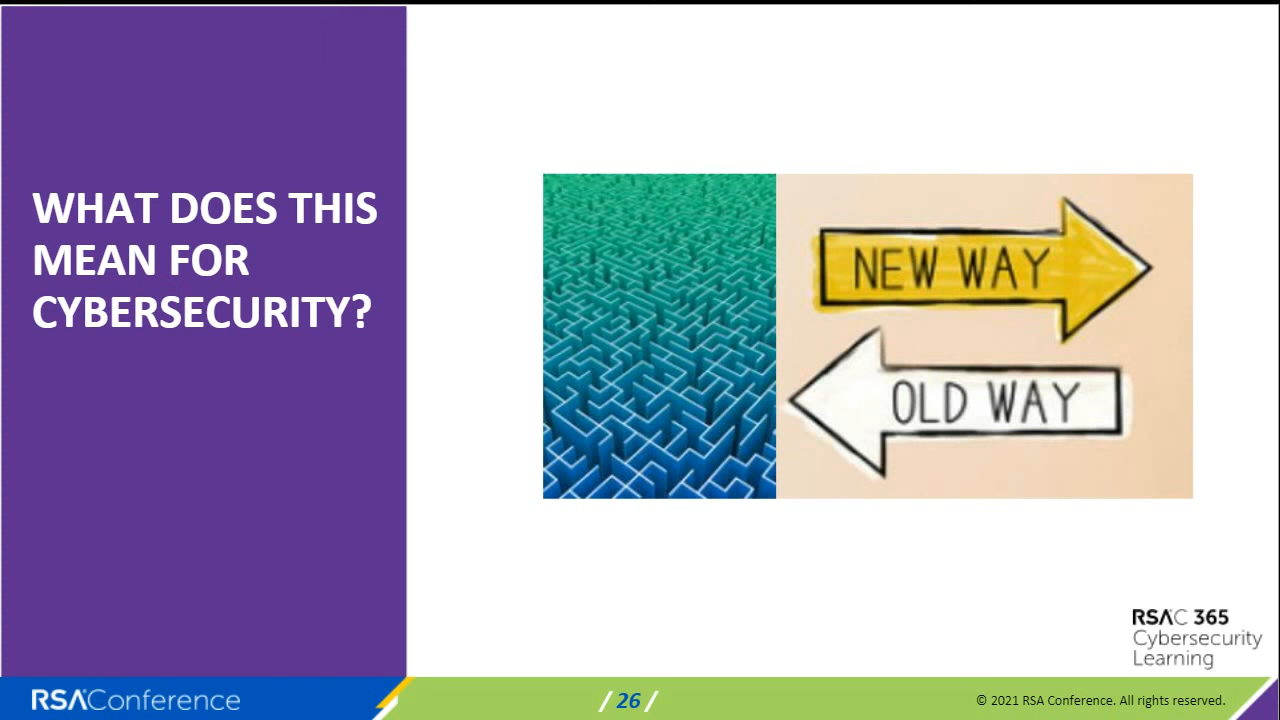 WHAT DOES THIS
MEAN FOR
CYBERSECURITY?
NEW WAY
OLD WAY
RSAC 365
Cybersecurity
Learning
RSAConference
/ 26 /
© 2021 RSA Conference. All rights reserved.